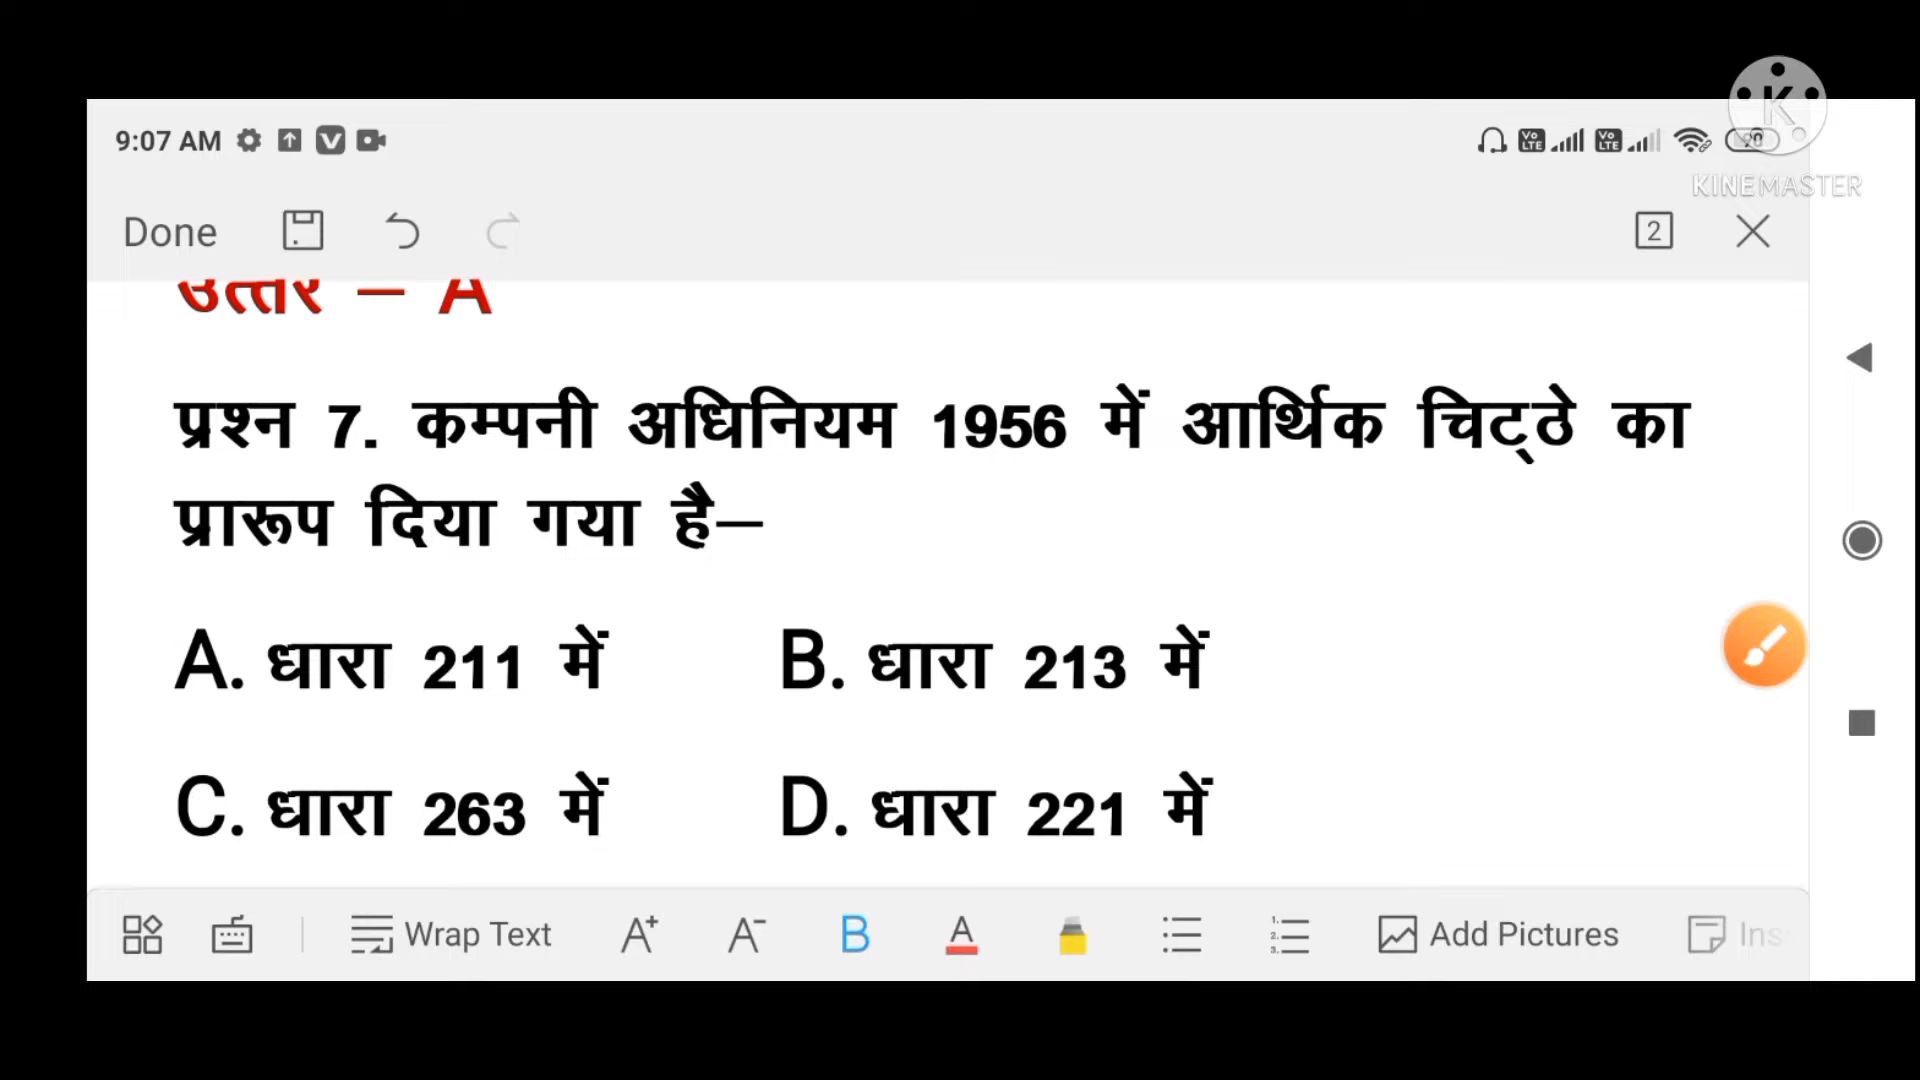 9:07 AM
KINEMASTER
Done
2
उत्तर – A
प्रश्न 7. कम्पनी अधिनियम 1956 में आर्थिक चिट्ठे का
प्रारूप दिया गया है–
A. धारा 211 में
B. धारा 213 में
C. धारा 263 में
D. धारा 221 में
Wrap Text
Add Pictures
Ins